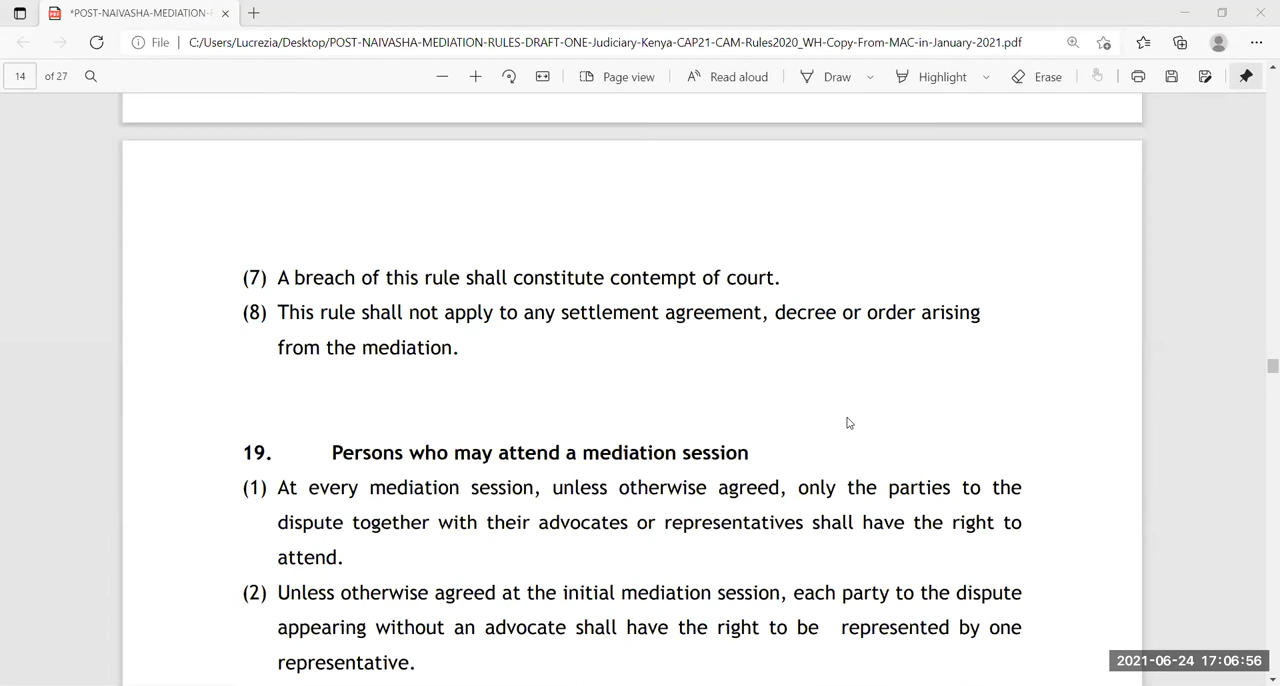 *POST-NAIVASHA-MEDIATION-
File
C:/Users/Lucrezia/Desktop/POST-NAIVASHA-MEDIATION-RULES-DRAFT-ONE-Judiciary-Kenya-CAP21-CAM-Rules2020_WH-Copy-From-MAC-in-January-2021.pdf
14 of 27
Page view
Read aloud
Draw
Highlight
Erase
(7) A breach of this rule shall constitute contempt of court.
(8) This rule shall not apply to any settlement agreement, decree or order arising
from the mediation.
19. Persons who may attend a mediation session
(1) At every mediation session, unless otherwise agreed, only the parties to the
dispute together with their advocates or representatives shall have the right to
attend.
(2) Unless otherwise agreed at the initial mediation session, each party to the dispute
appearing without an advocate shall have the right to be represented by one
representative.
2021-06-24 17:06:56